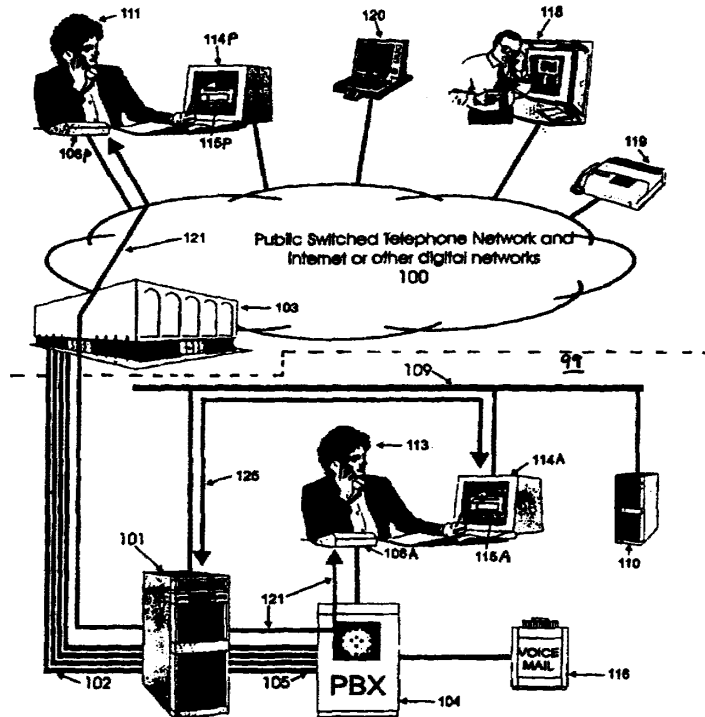 111
114P
120
118
115P
106P
119
121
Public Switched Telephone Network and
Internet or other digital networks
100
103
99
109
113
114A
125
101
106A
115A
110
121
VOICE
MAIL
PBX
102
105
104
116